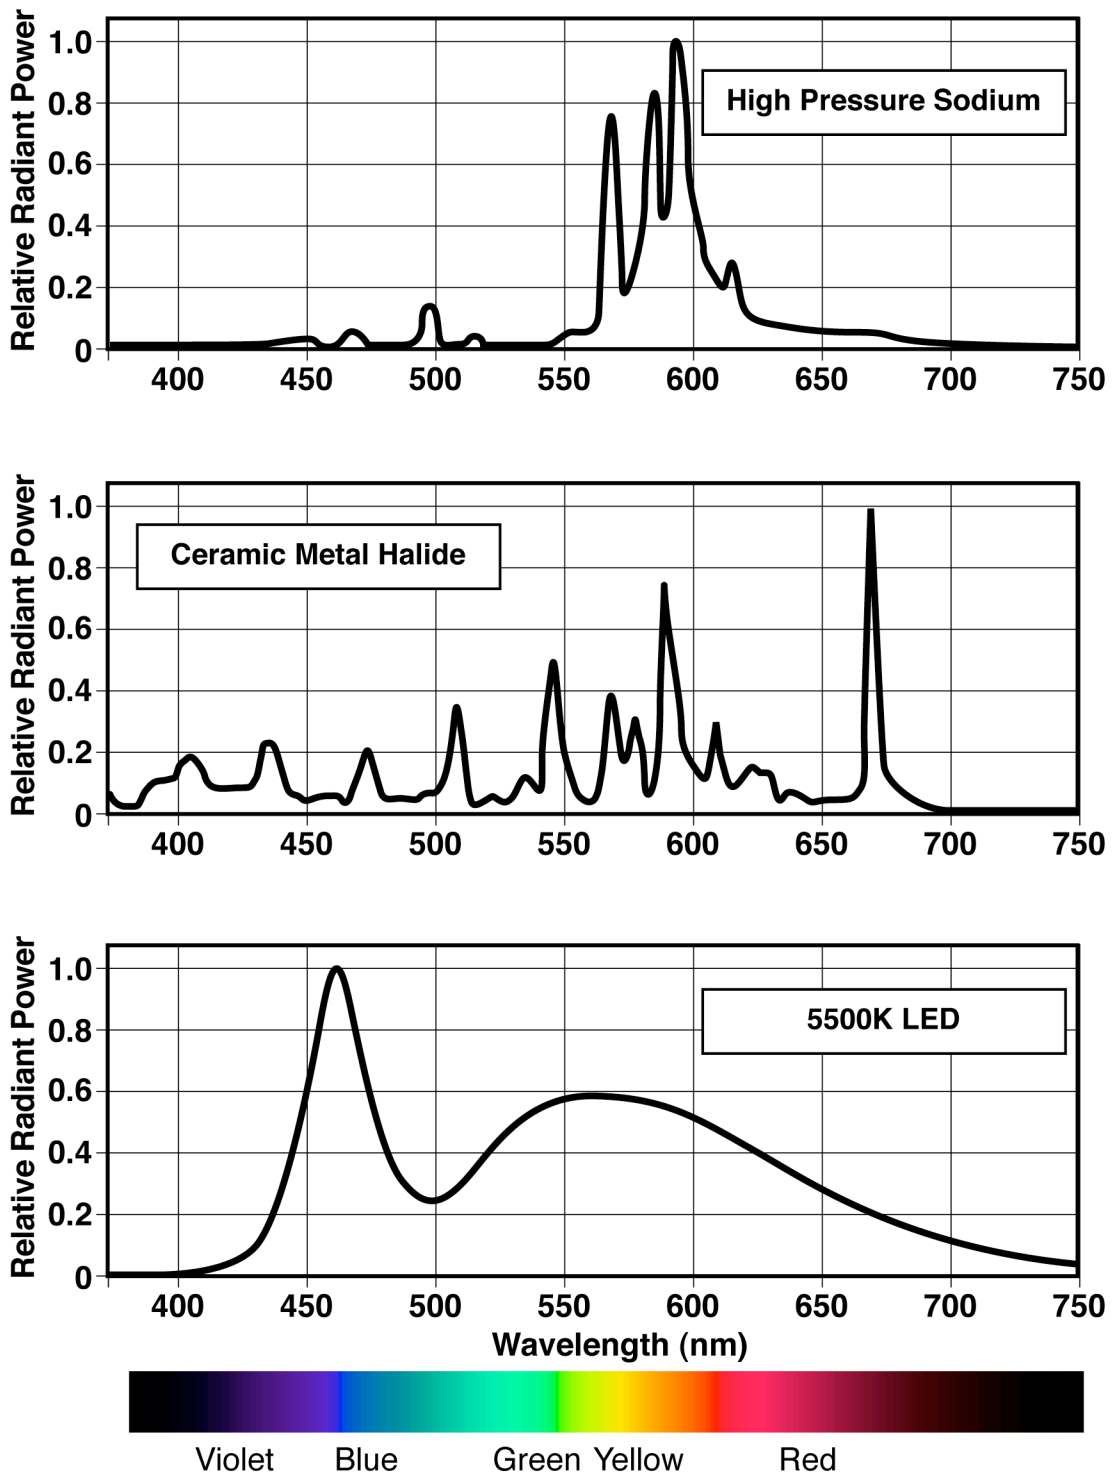 Relative Radiant Power
1.0
0.8
0.6
0.4
0.2
0
High Pressure Sodium
400 450 500 550 600 650 700 750
Relative Radiant Power
1.0
0.8
0.6
0.4
0.2
0
Ceramic Metal Halide
400 450 500 550 600 650 700 750
Relative Radiant Power
1.0
0.8
0.6
0.4
0.2
0
5500K LED
400 450 500 550 600 650 700 750
Wavelength (nm)
Violet Blue Green Yellow Red